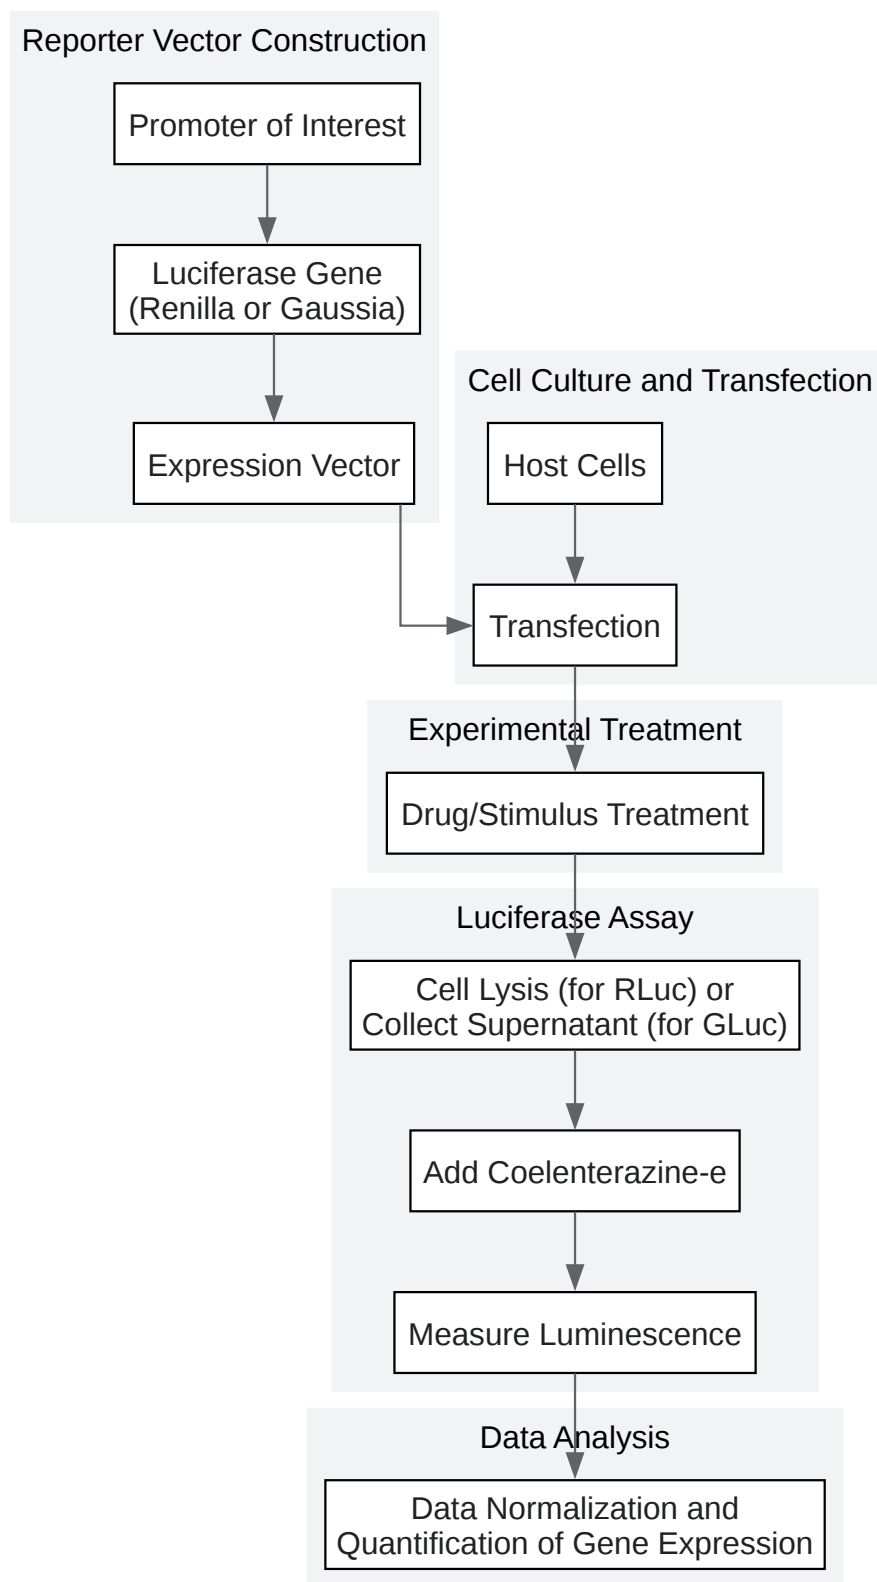 Reporter Vector Construction
Promoter of Interest
Luciferase Gene
(Renilla or Gaussia)
Expression Vector
Cell Culture and Transfection
Host Cells
Transfection
Experimental Treatment
Drug/Stimulus Treatment
Luciferase Assay
Cell Lysis (for RLuc) or
Collect Supernatant (for GLuc)
Add Coelenterazine-e
Measure Luminescence
Data Analysis
Data Normalization and
Quantification of Gene Expression